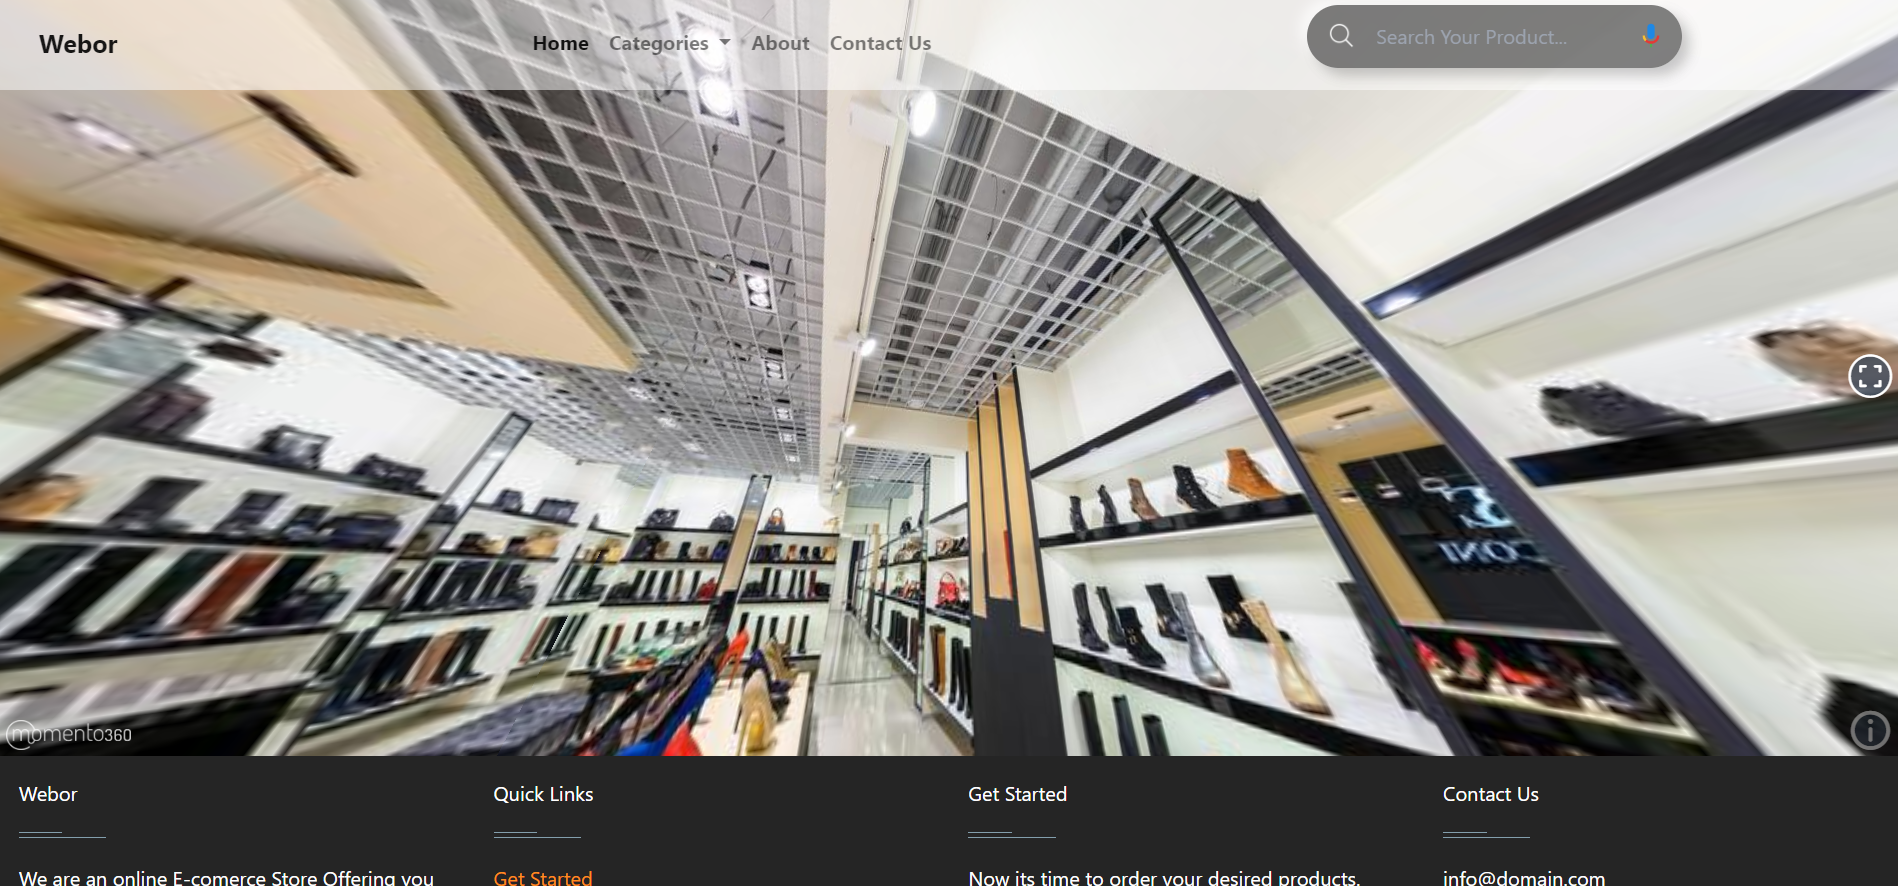 Webor
Home Categories About Contact Us
Search Your Product...
momento360
Webor
Quick Links
Get Started
Contact Us
We are an online E-comerce Store Offering you
Get Started
Now its time to order your desired products.
info@domain.com